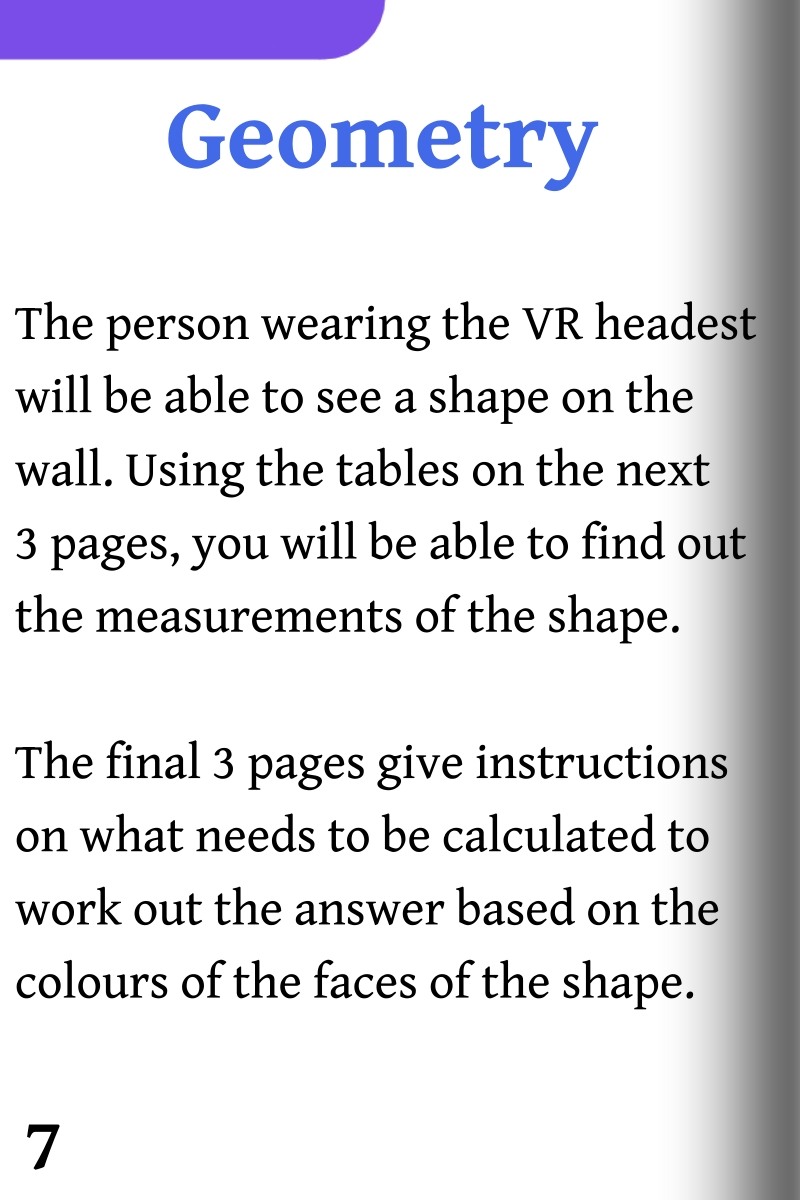 Geometry
The person wearing the VR headest
will be able to see a shape on the
wall. Using the tables on the next
3 pages, you will be able to find out
the measurements of the shape.
The final 3 pages give instructions
on what needs to be calculated to
work out the answer based on the
colours of the faces of the shape.
7